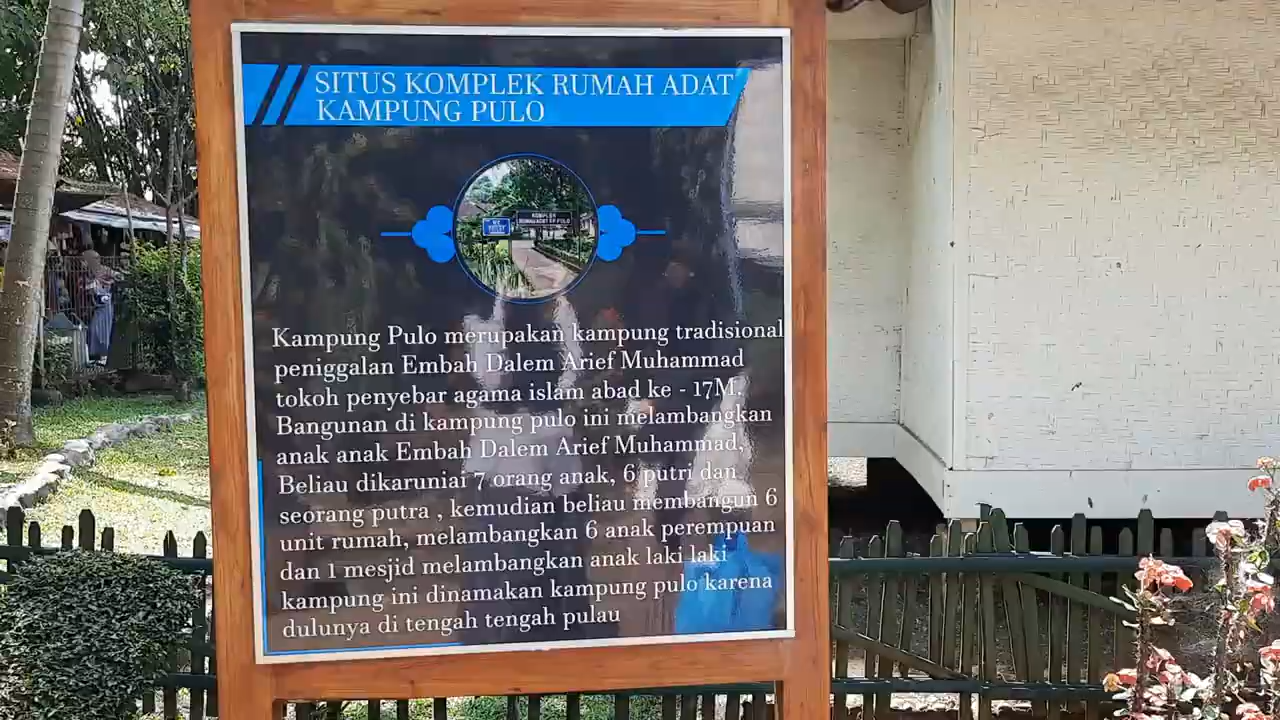 SITUS KOMPLEK RUMAH ADAT
KAMPUNG PULO
KOMPLEK
Kampung Pulo merupakan kampung tradisional
peniggalan Embah Dalem Arief Muhammad
tokoh penyebar agama islam abad ke - 17M.
Bangunan di kampung pulo ini melambangkan
anak anak Embah Dalem Arief Muhammad,
Beliau dikaruniai 7 orang anak, 6 putri dan
seorang putra , kemudian beliau membangun 6
unit rumah, melambangkan 6 anak perempuan
dan 1 mesjid melambangkan anak laki laki
kampung ini dinamakan kampung pulo karena
dulunya di tengah tengah pulau